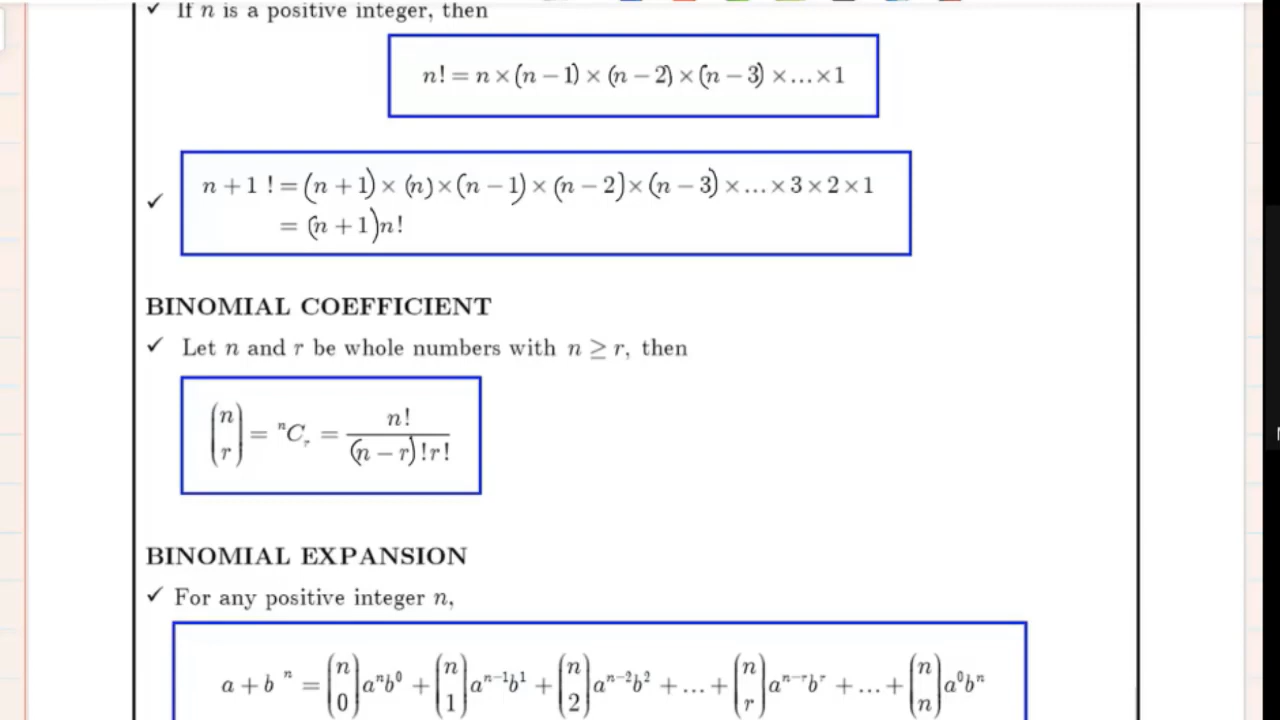 ✓ If n is a positive integer, then
n! = n × (n − 1) × (n − 2) × (n − 3) × ... × 1
✓ n + 1 ! = (n + 1) × (n) × (n − 1) × (n − 2) × (n − 3) × ... × 3 × 2 × 1
= (n + 1)n!
BINOMIAL COEFFICIENT
✓ Let n and r be whole numbers with n ≥ r, then
(n r) = ⁿCᵣ = n! / (n − r)!r!
BINOMIAL EXPANSION
✓ For any positive integer n,
a + b ⁿ = (n 0)aⁿb⁰ + (n 1)aⁿ⁻¹b¹ + (n 2)aⁿ⁻²b² + ... + (n r)aⁿ⁻ʳbʳ + ... + (n n)a⁰bⁿ